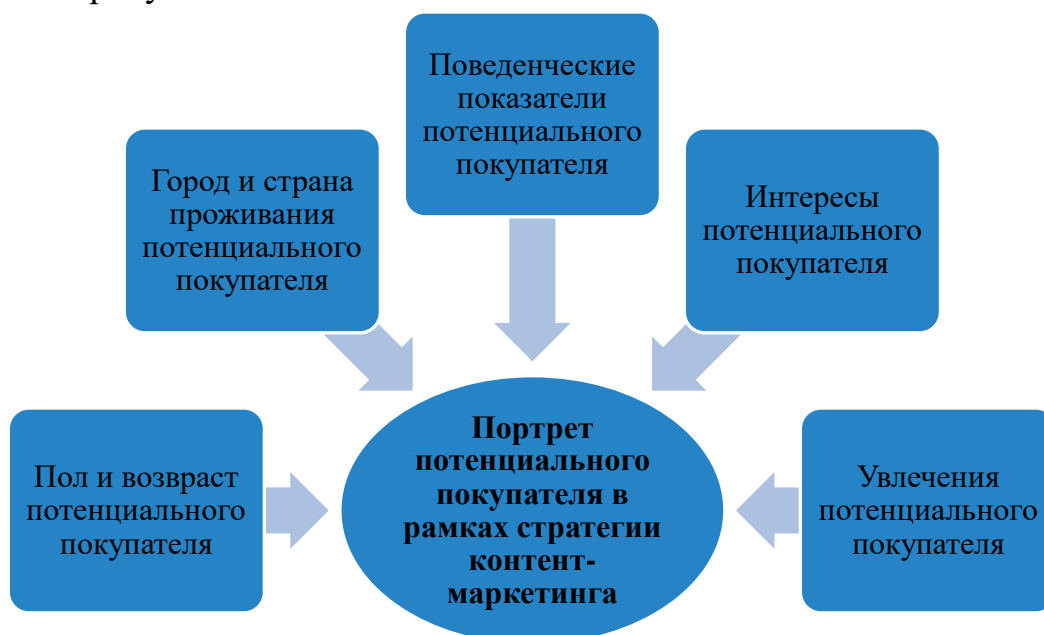 Поведенческие
показатели
потенциального
покупателя
Город и страна
проживания
потенциального
покупателя
Интересы
потенциального
покупателя
Пол и возвраст
потенциального
покупателя
Портрет
потенциального
покупателя в
рамках стратегии
контент-
маркетинга
Увлечения
потенциального
покупателя